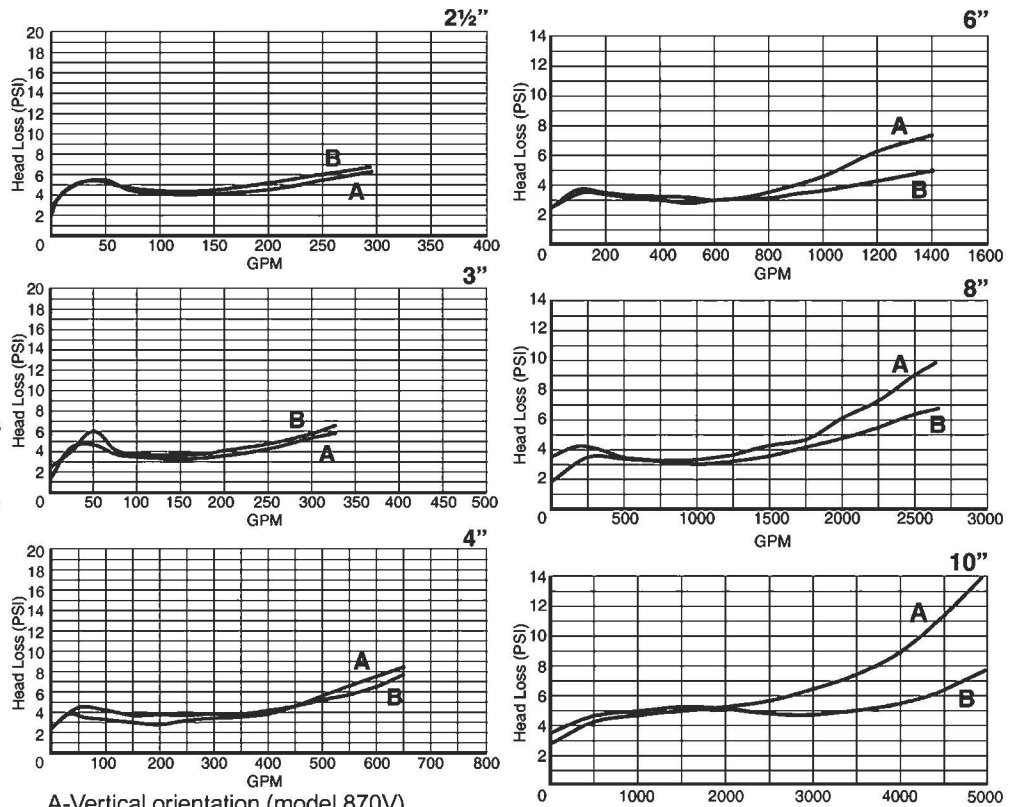 2½"
20
18
16
14
12
10
8
6
4
2
0
Head Loss (PSI)
B
A
50 100 150 200 250 300 350 400
GPM
3"
20
18
16
14
12
10
8
6
4
2
0
Head Loss (PSI)
B
A
50 100 150 200 250 300 350 400 450 500
GPM
4"
20
18
16
14
12
10
8
6
4
2
0
Head Loss (PSI)
A
B
100 200 300 400 500 600 700 800
GPM
A-Vertical orientation (model 870V)
6"
14
12
10
8
6
4
2
0
Head Loss (PSI)
A
B
200 400 600 800 1000 1200 1400 1600
GPM
8"
14
12
10
8
6
4
2
0
Head Loss (PSI)
A
B
500 1000 1500 2000 2500 3000
GPM
10"
14
12
10
8
6
4
2
0
Head Loss (PSI)
A
B
1000 2000 3000 4000 5000